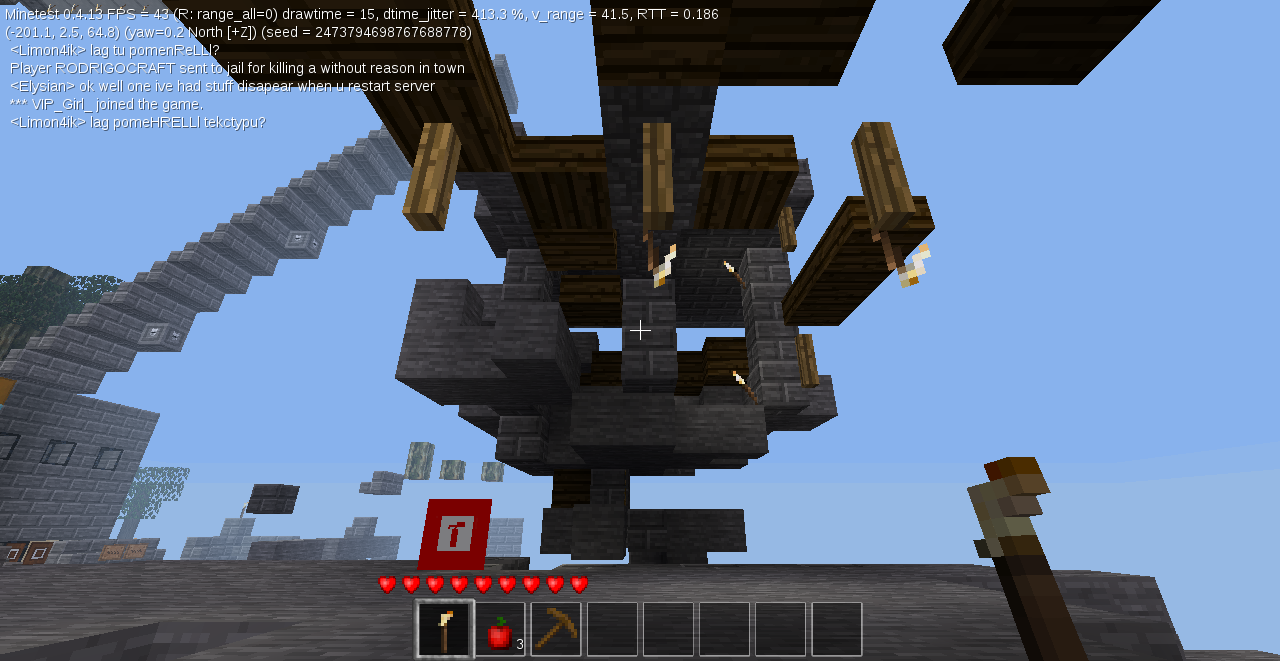 Minetest 0.4.13 FPS = 43 (R: range_all=0) drawtime = 15, dtime_jitter = 413.3 %, v_range = 41.5, RTT = 0.186
(-201.1, 2.5, 64.8) (yaw=0.2 North [+Z]) (seed = 2473794698767688778)
<Limon4ik> lag tu pomenPeLLI?
Player RODRIGOCRAFT sent to jail for killing a without reason in town
<Elysian> ok well one ive had stuff disapear when u restart server
*** VIP_Girl_ joined the game.
<Limon4ik> lag pomeHRELLI tekctypu?
3